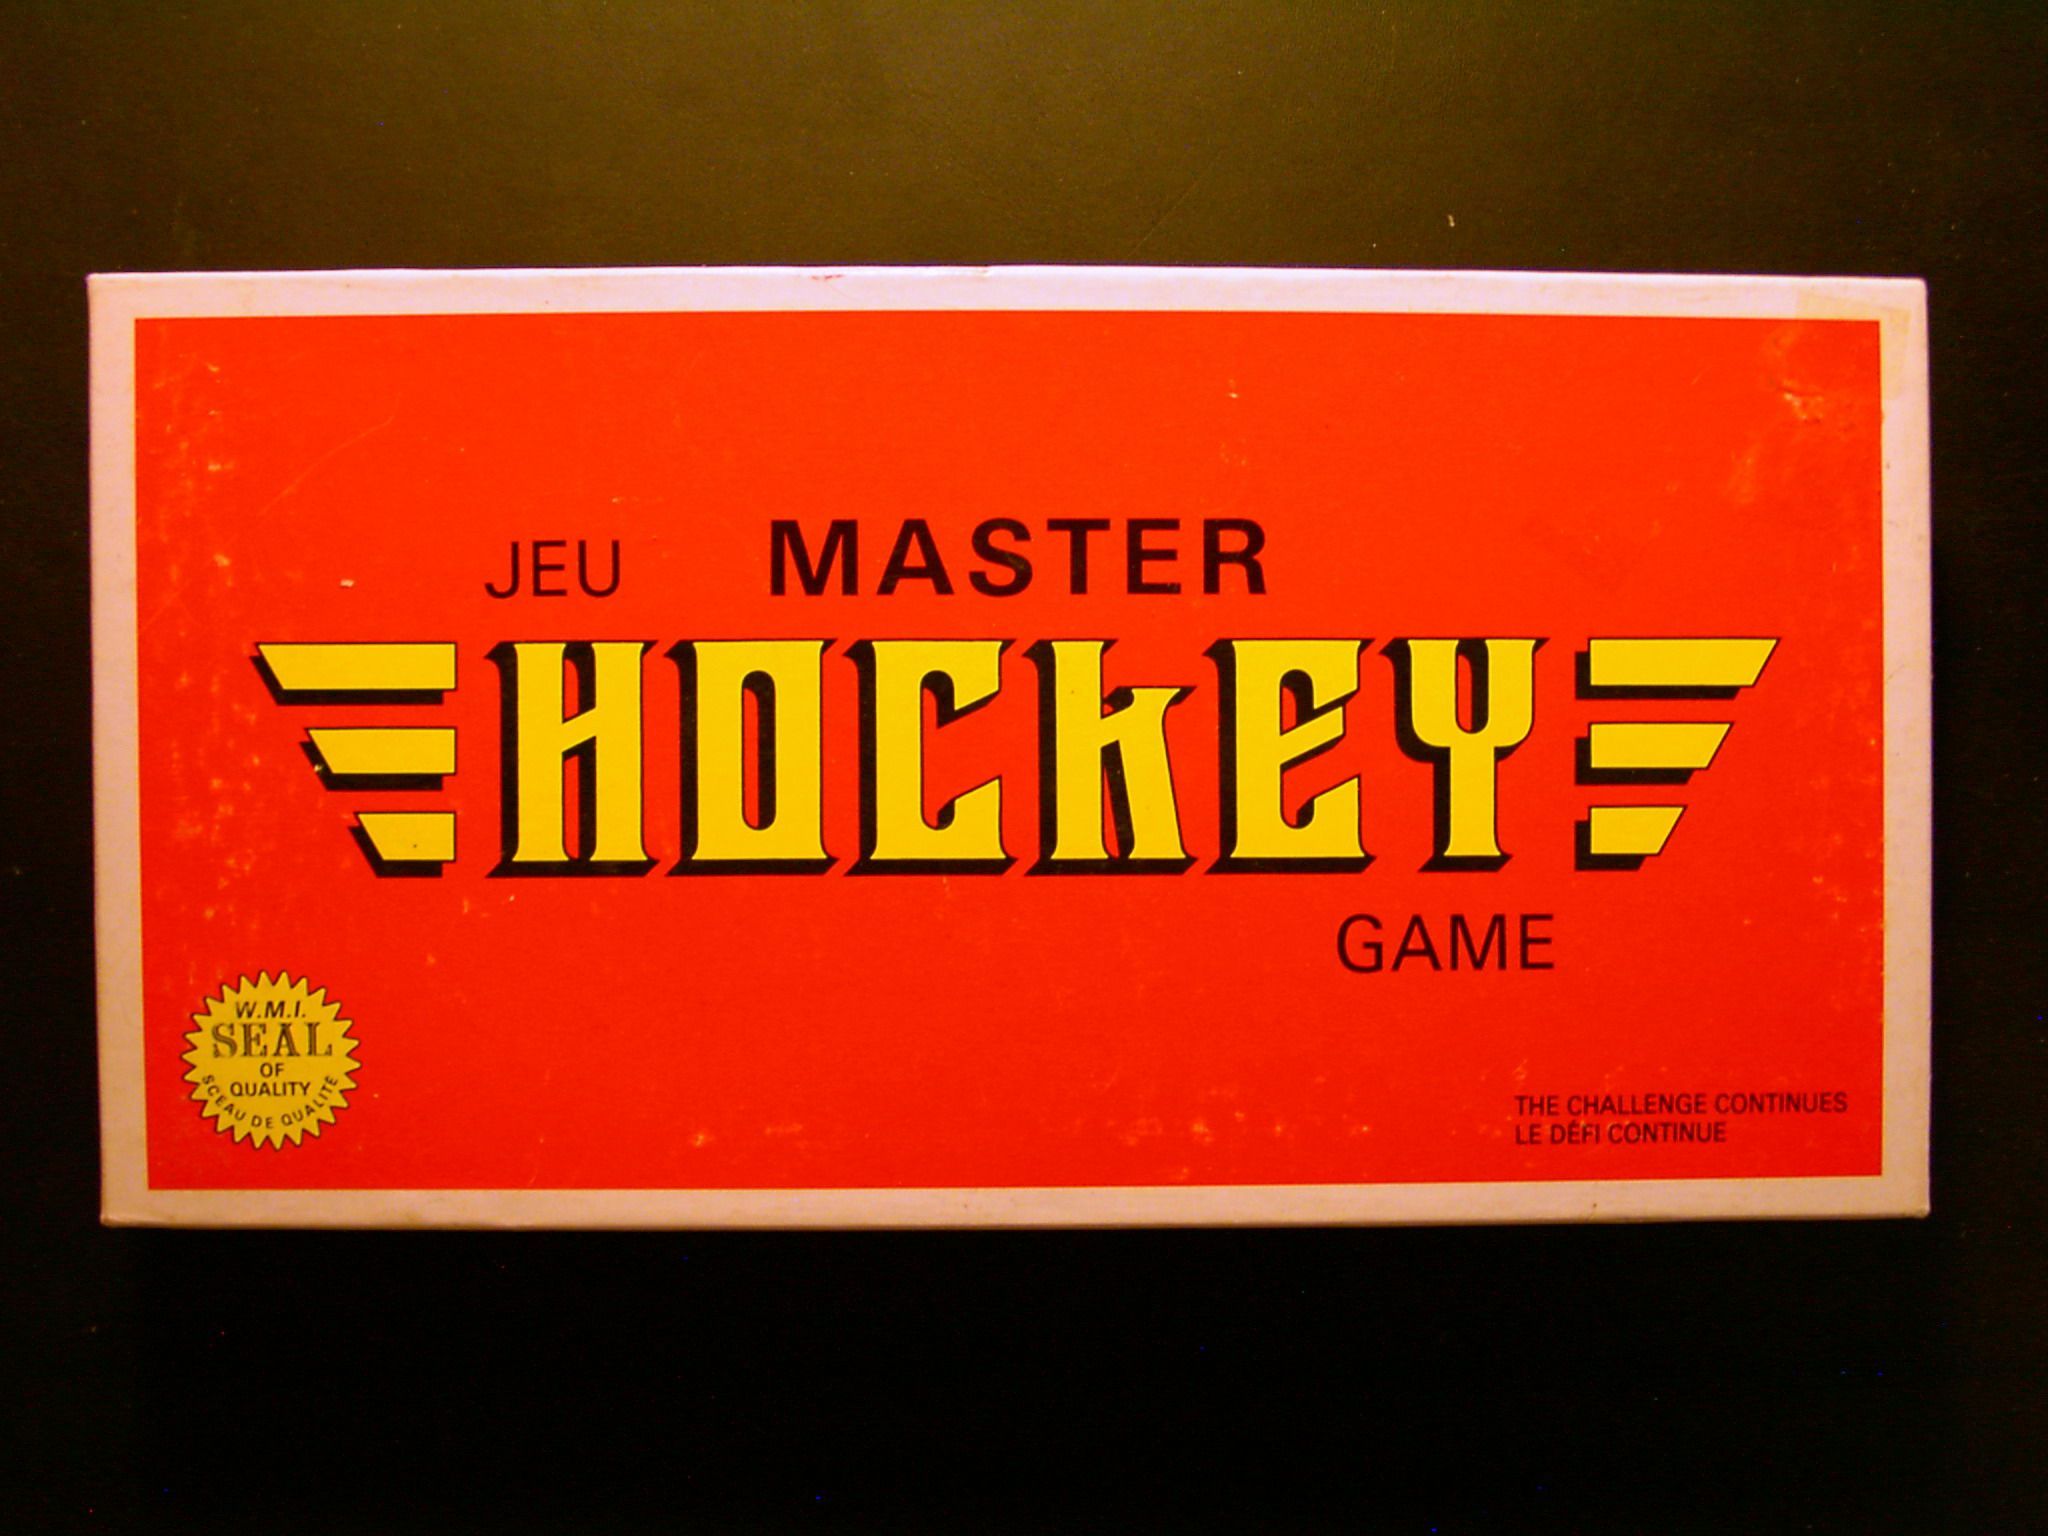 JEU MASTER
HOCKEY
GAME
W.M.I.
SEAL
OF
QUALITY
SCEAU DE QUALITÉ
THE CHALLENGE CONTINUES
LE DÉFI CONTINUE